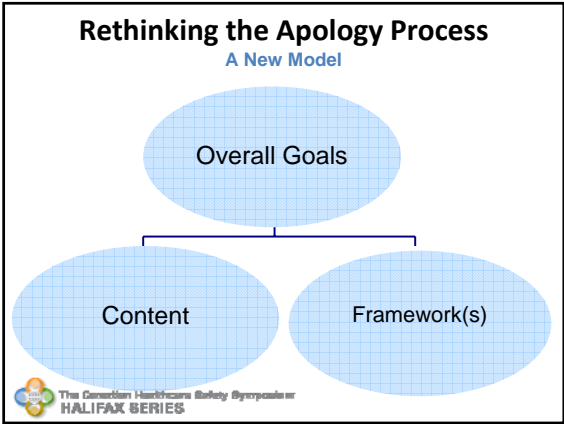 Rethinking the Apology Process
A New Model
Overall Goals
Content
Framework(s)
The Canadian Healthcare Safety Symposium
HALIFAX SERIES